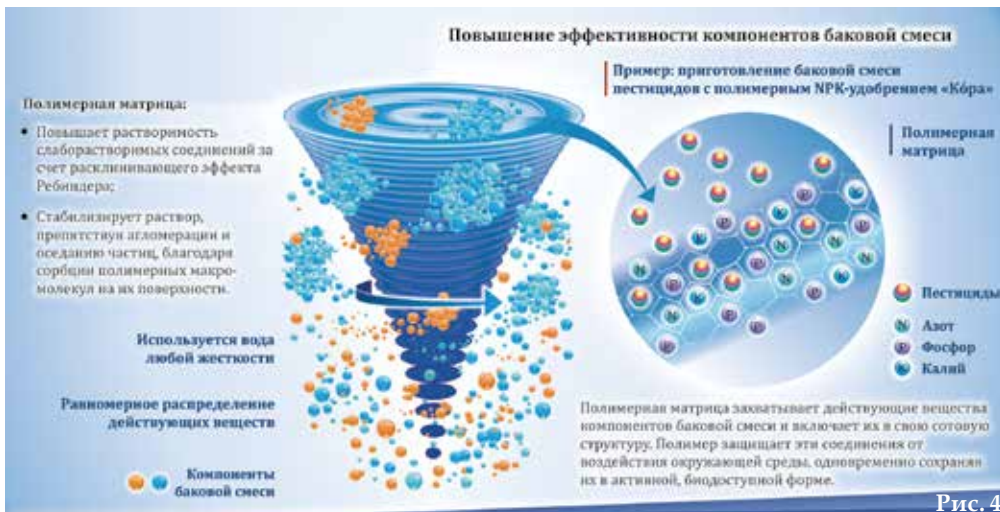 Повышение эффективности компонентов баковой смеси
Пример: приготовление баковой смеси
пестицидов с полимерным NPK-удобрением «Ко́ра»
Полимерная матрица:
• Повышает растворимость
слаборастворимых соединений за
счет расклинивающего эффекта
Ребиндера;
• Стабилизирует раствор,
препятствуя агломерации и
оседанию частиц, благодаря
сорбции полимерных макро-
молекул на их поверхности.
Используется вода
любой жесткости
Равномерное распределение
действующих веществ
Компоненты
баковой смеси
Полимерная
матрица
Пестициды
N Азот
P Фосфор
K Калий
Полимерная матрица захватывает действующие вещества
компонентов баковой смеси и включает их в свою сотовую
структуру. Полимер защищает эти соединения от
воздействия окружающей среды, одновременно сохраняя
их в активной, биодоступной форме.
Рис. 4